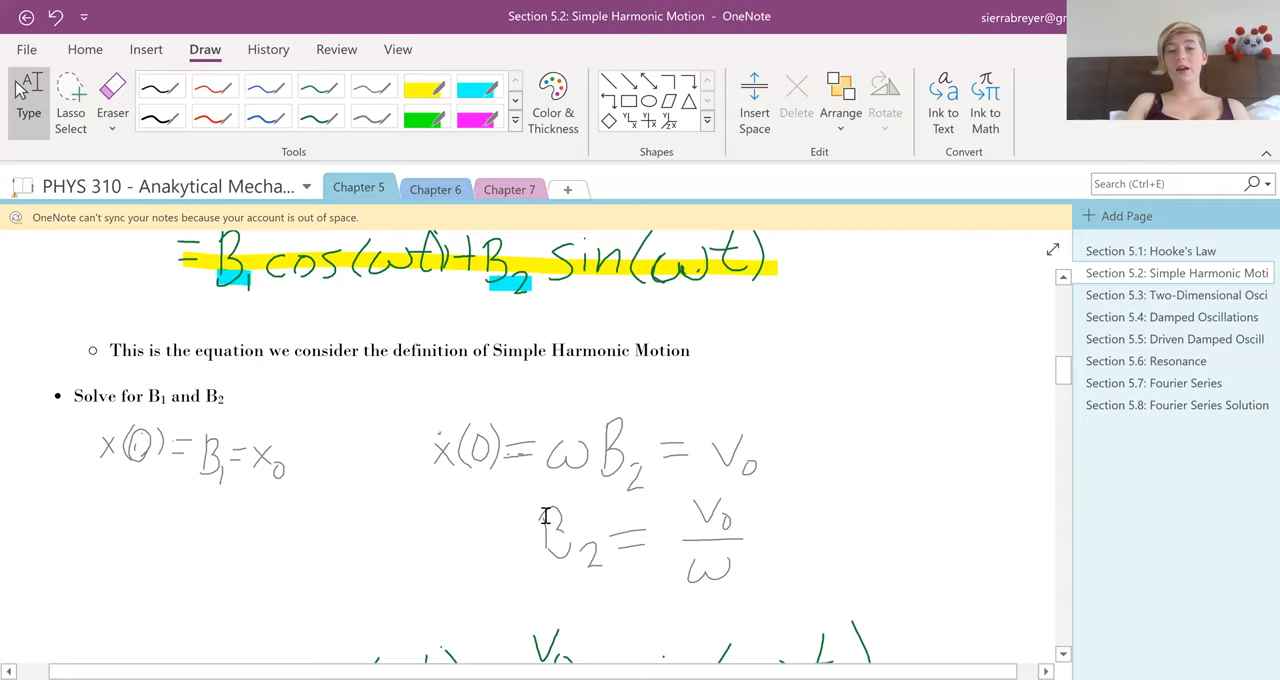 Section 5.2: Simple Harmonic Motion - OneNote
sierrabreyer@gr
File Home Insert Draw History Review View
Type
Lasso Select
Eraser
Color & Thickness
Insert Space
Delete
Arrange
Rotate
Ink to Text
Ink to Math
Tools
Shapes
Edit
Convert
PHYS 310 - Anakytical Mecha...
Chapter 5
Chapter 6
Chapter 7
Search (Ctrl+E)
OneNote can't sync your notes because your account is out of space.
Add Page
Section 5.1: Hooke's Law
Section 5.2: Simple Harmonic Moti
Section 5.3: Two-Dimensional Osci
Section 5.4: Damped Oscillations
Section 5.5: Driven Damped Oscill
Section 5.6: Resonance
Section 5.7: Fourier Series
Section 5.8: Fourier Series Solution
= B₁ cos(ωt) + B₂ sin(ωt)
This is the equation we consider the definition of Simple Harmonic Motion
Solve for B₁ and B₂
x(0) = B₁ = x₀
ẋ(0) = ωB₂ = v₀
B₂ = v₀/ω